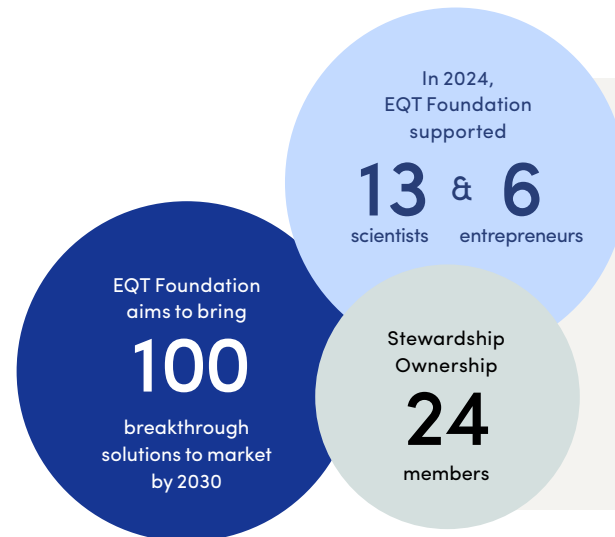 In 2024,
EQT Foundation
supported
13 & 6
scientists entrepreneurs
EQT Foundation
aims to bring
100
breakthrough
solutions to market
by 2030
Stewardship
Ownership
24
members